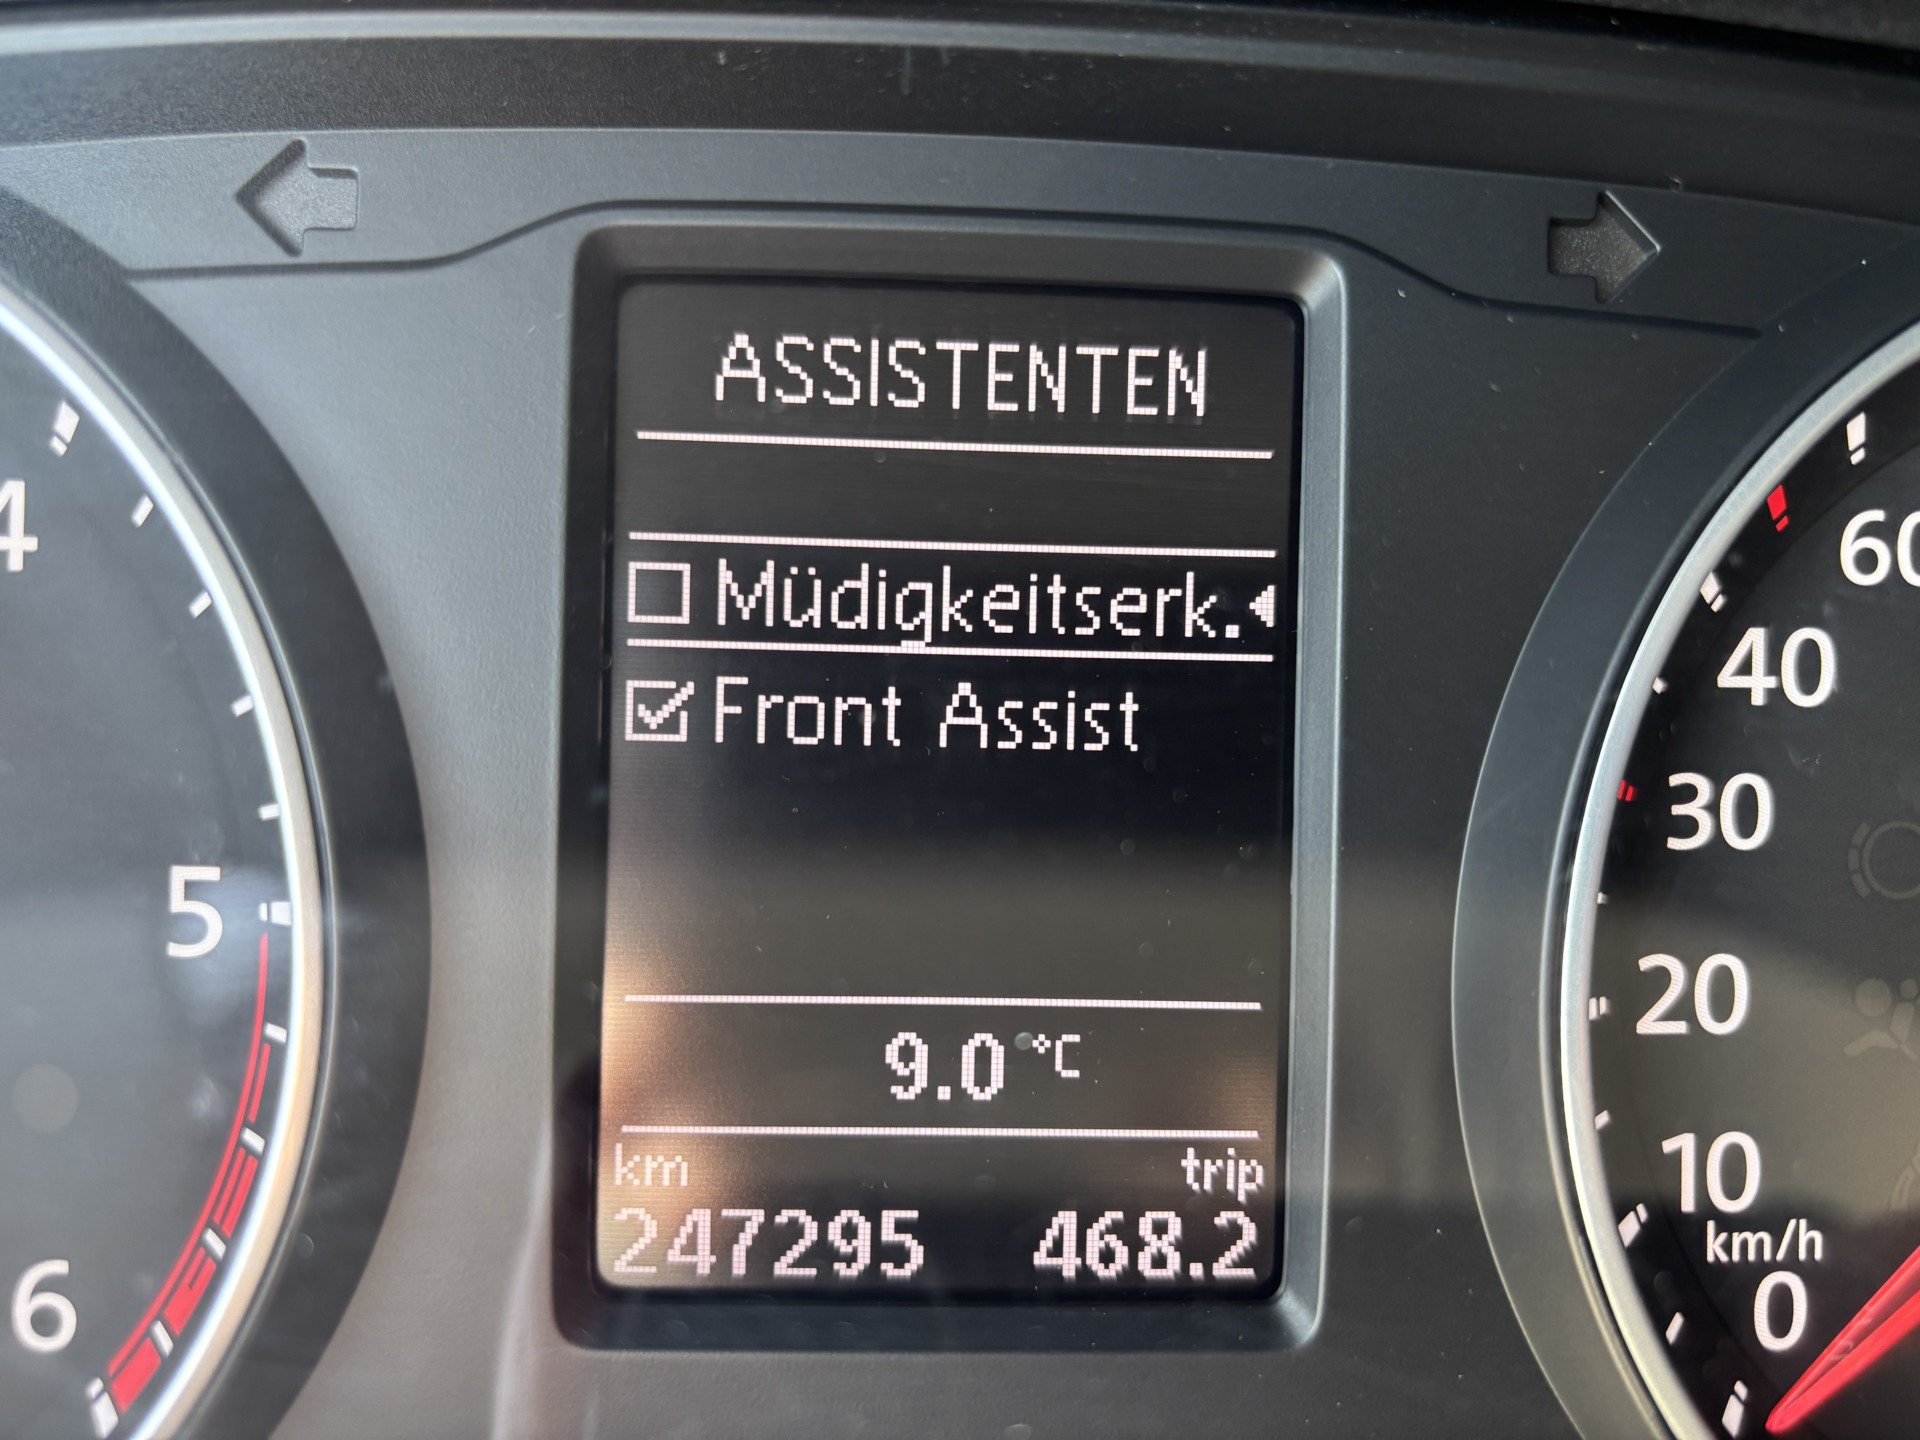 ASSISTENTEN
Müdigkeitserk.
Front Assist
9.0 °C
km trip
247295 468.2
4
5
6
60
40
30
20
10
km/h
0